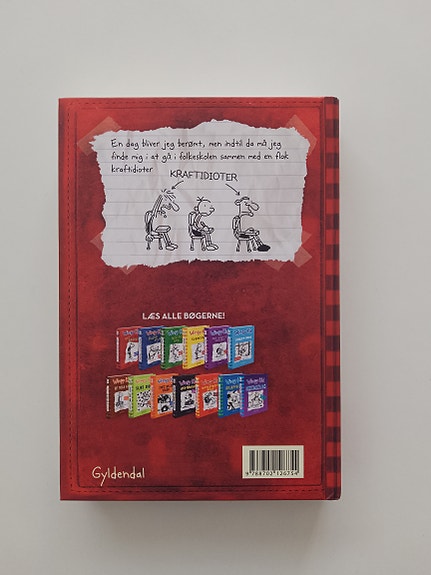 En dag bliver jeg berømt, men indtil da må jeg
finde mig i at gå i folkeskolen sammen med en flok
kraftidioter.
KRAFTIDIOTER
LÆS ALLE BØGERNE!
Gyldendal
9788702126754